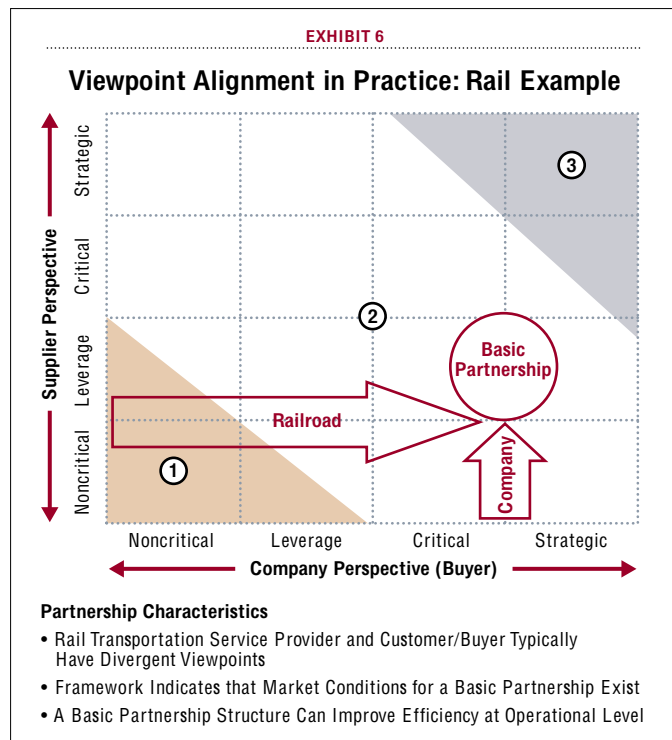 EXHIBIT 6
Viewpoint Alignment in Practice: Rail Example
Supplier Perspective
Strategic
Critical
Leverage
Noncritical
3
2
Basic
Partnership
Railroad
1
Company
Noncritical
Leverage
Critical
Strategic
Company Perspective (Buyer)
Partnership Characteristics
• Rail Transportation Service Provider and Customer/Buyer Typically
Have Divergent Viewpoints
• Framework Indicates that Market Conditions for a Basic Partnership Exist
• A Basic Partnership Structure Can Improve Efficiency at Operational Level